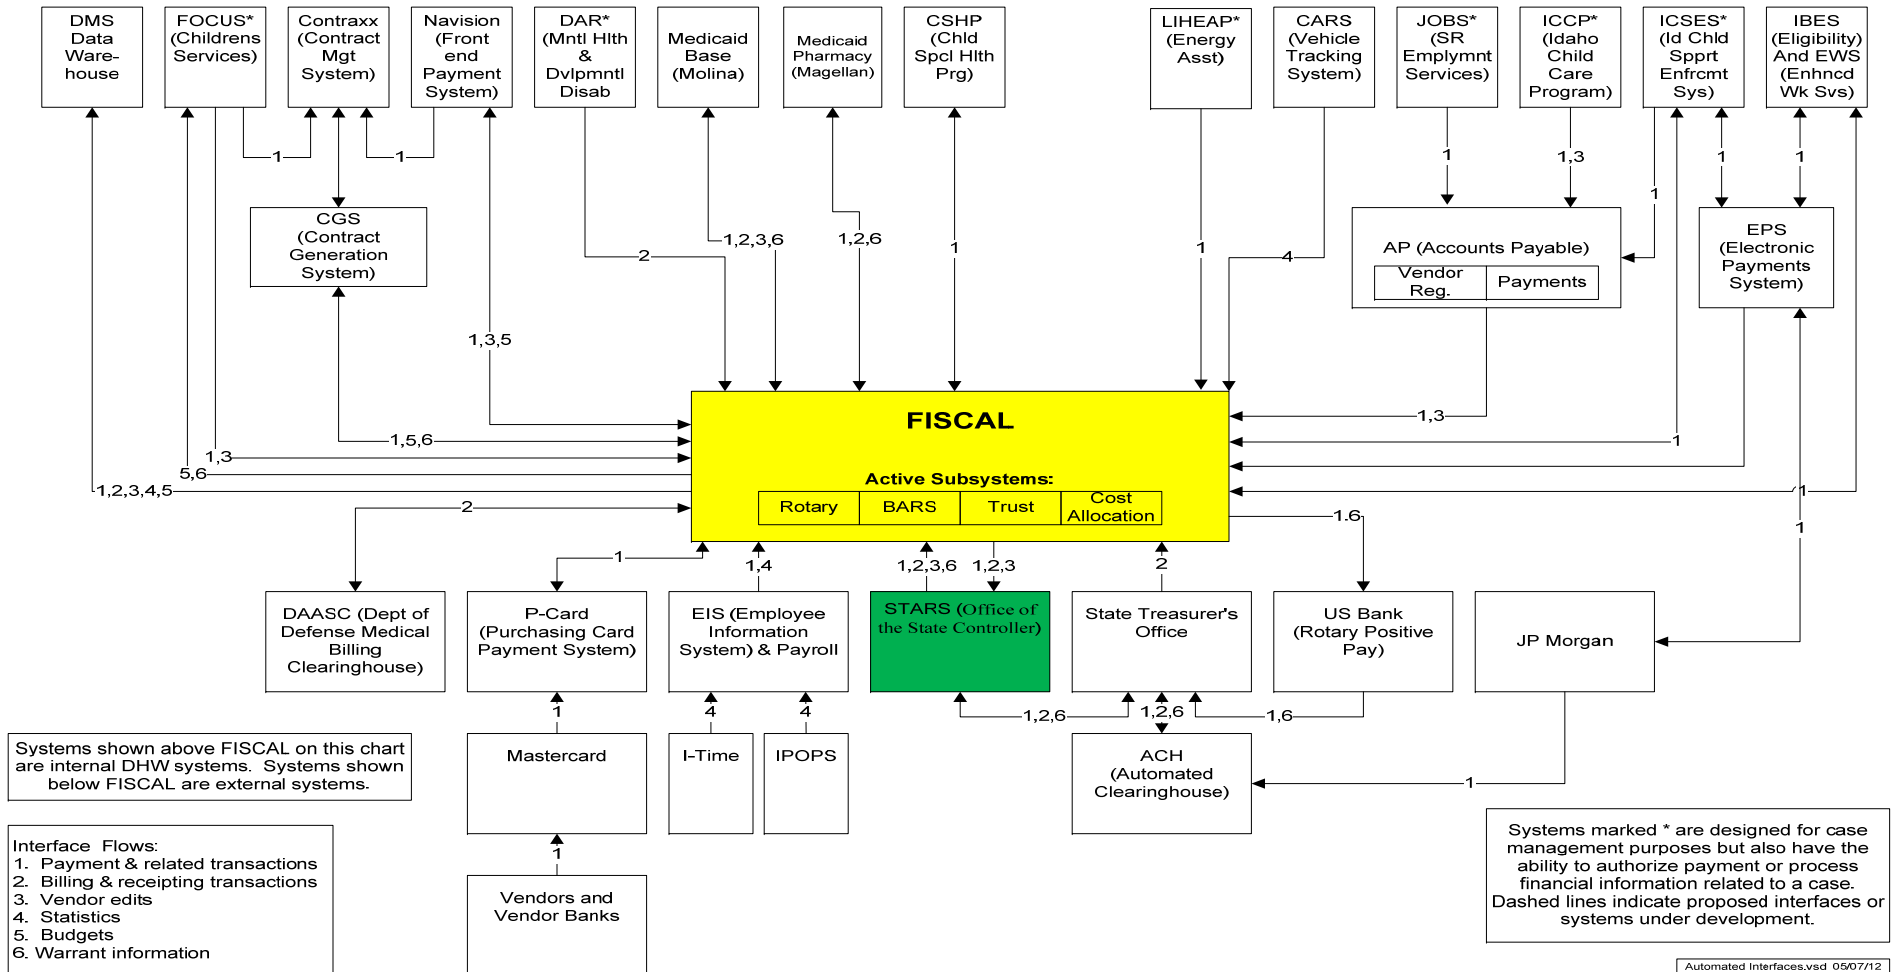 DMS
Data
Ware-
house
FOCUS*
(Childrens
Services)
Contraxx
(Contract
Mgt
System)
Navision
(Front
end
Payment
System)
DAR*
(Mntl Hlth
&
Dvlpmntl
Disab
Medicaid
Base
(Molina)
Medicaid
Pharmacy
(Magellan)
CSHP
(Chld
Spcl Hlth
Prg)
LIHEAP*
(Energy
Asst)
CARS
(Vehicle
Tracking
System)
JOBS*
(SR
Emplymnt
Services)
ICCP*
(Idaho
Child
Care
Program)
ICSES*
(Id Chld
Spprt
Enfrcmt
Sys)
IBES
(Eligibility)
And EWS
(Enhncd
Wk Svs)
1
1
1
1,3
1
1
1
CGS
(Contract
Generation
System)
2
1,2,3,6
1,2,6
1
1
4
AP (Accounts Payable)
Vendor
Reg.
Payments
EPS
(Electronic
Payments
System)
1,3,5
1,5,6
1,3
5,6
1,2,3,4,5
2
FISCAL
Active Subsystems:
Rotary
BARS
Trust
Cost
Allocation
1,3
1
1
1.6
1
1
1,4
1,2,3,6
1,2,3
2
DAASC (Dept of
Defense Medical
Billing
Clearinghouse)
P-Card
(Purchasing Card
Payment System)
EIS (Employee
Information
System) & Payroll
STARS (Office of
the State Controller)
State Treasurer's
Office
US Bank
(Rotary Positive
Pay)
JP Morgan
1
4
4
1,2,6
1,2,6
1,6
Mastercard
I-Time
IPOPS
ACH
(Automated
Clearinghouse)
1
1
Vendors and
Vendor Banks
Systems shown above FISCAL on this chart
are internal DHW systems.  Systems shown
below FISCAL are external systems.
Interface  Flows:
1.  Payment & related transactions
2.  Billing & receipting transactions
3.  Vendor edits
4.  Statistics
5.  Budgets
6. Warrant information
Systems marked * are designed for case
management purposes but also have the
ability to authorize payment or process
financial information related to a case.
Dashed lines indicate proposed interfaces or
systems under development.
Automated Interfaces.vsd  05/07/12